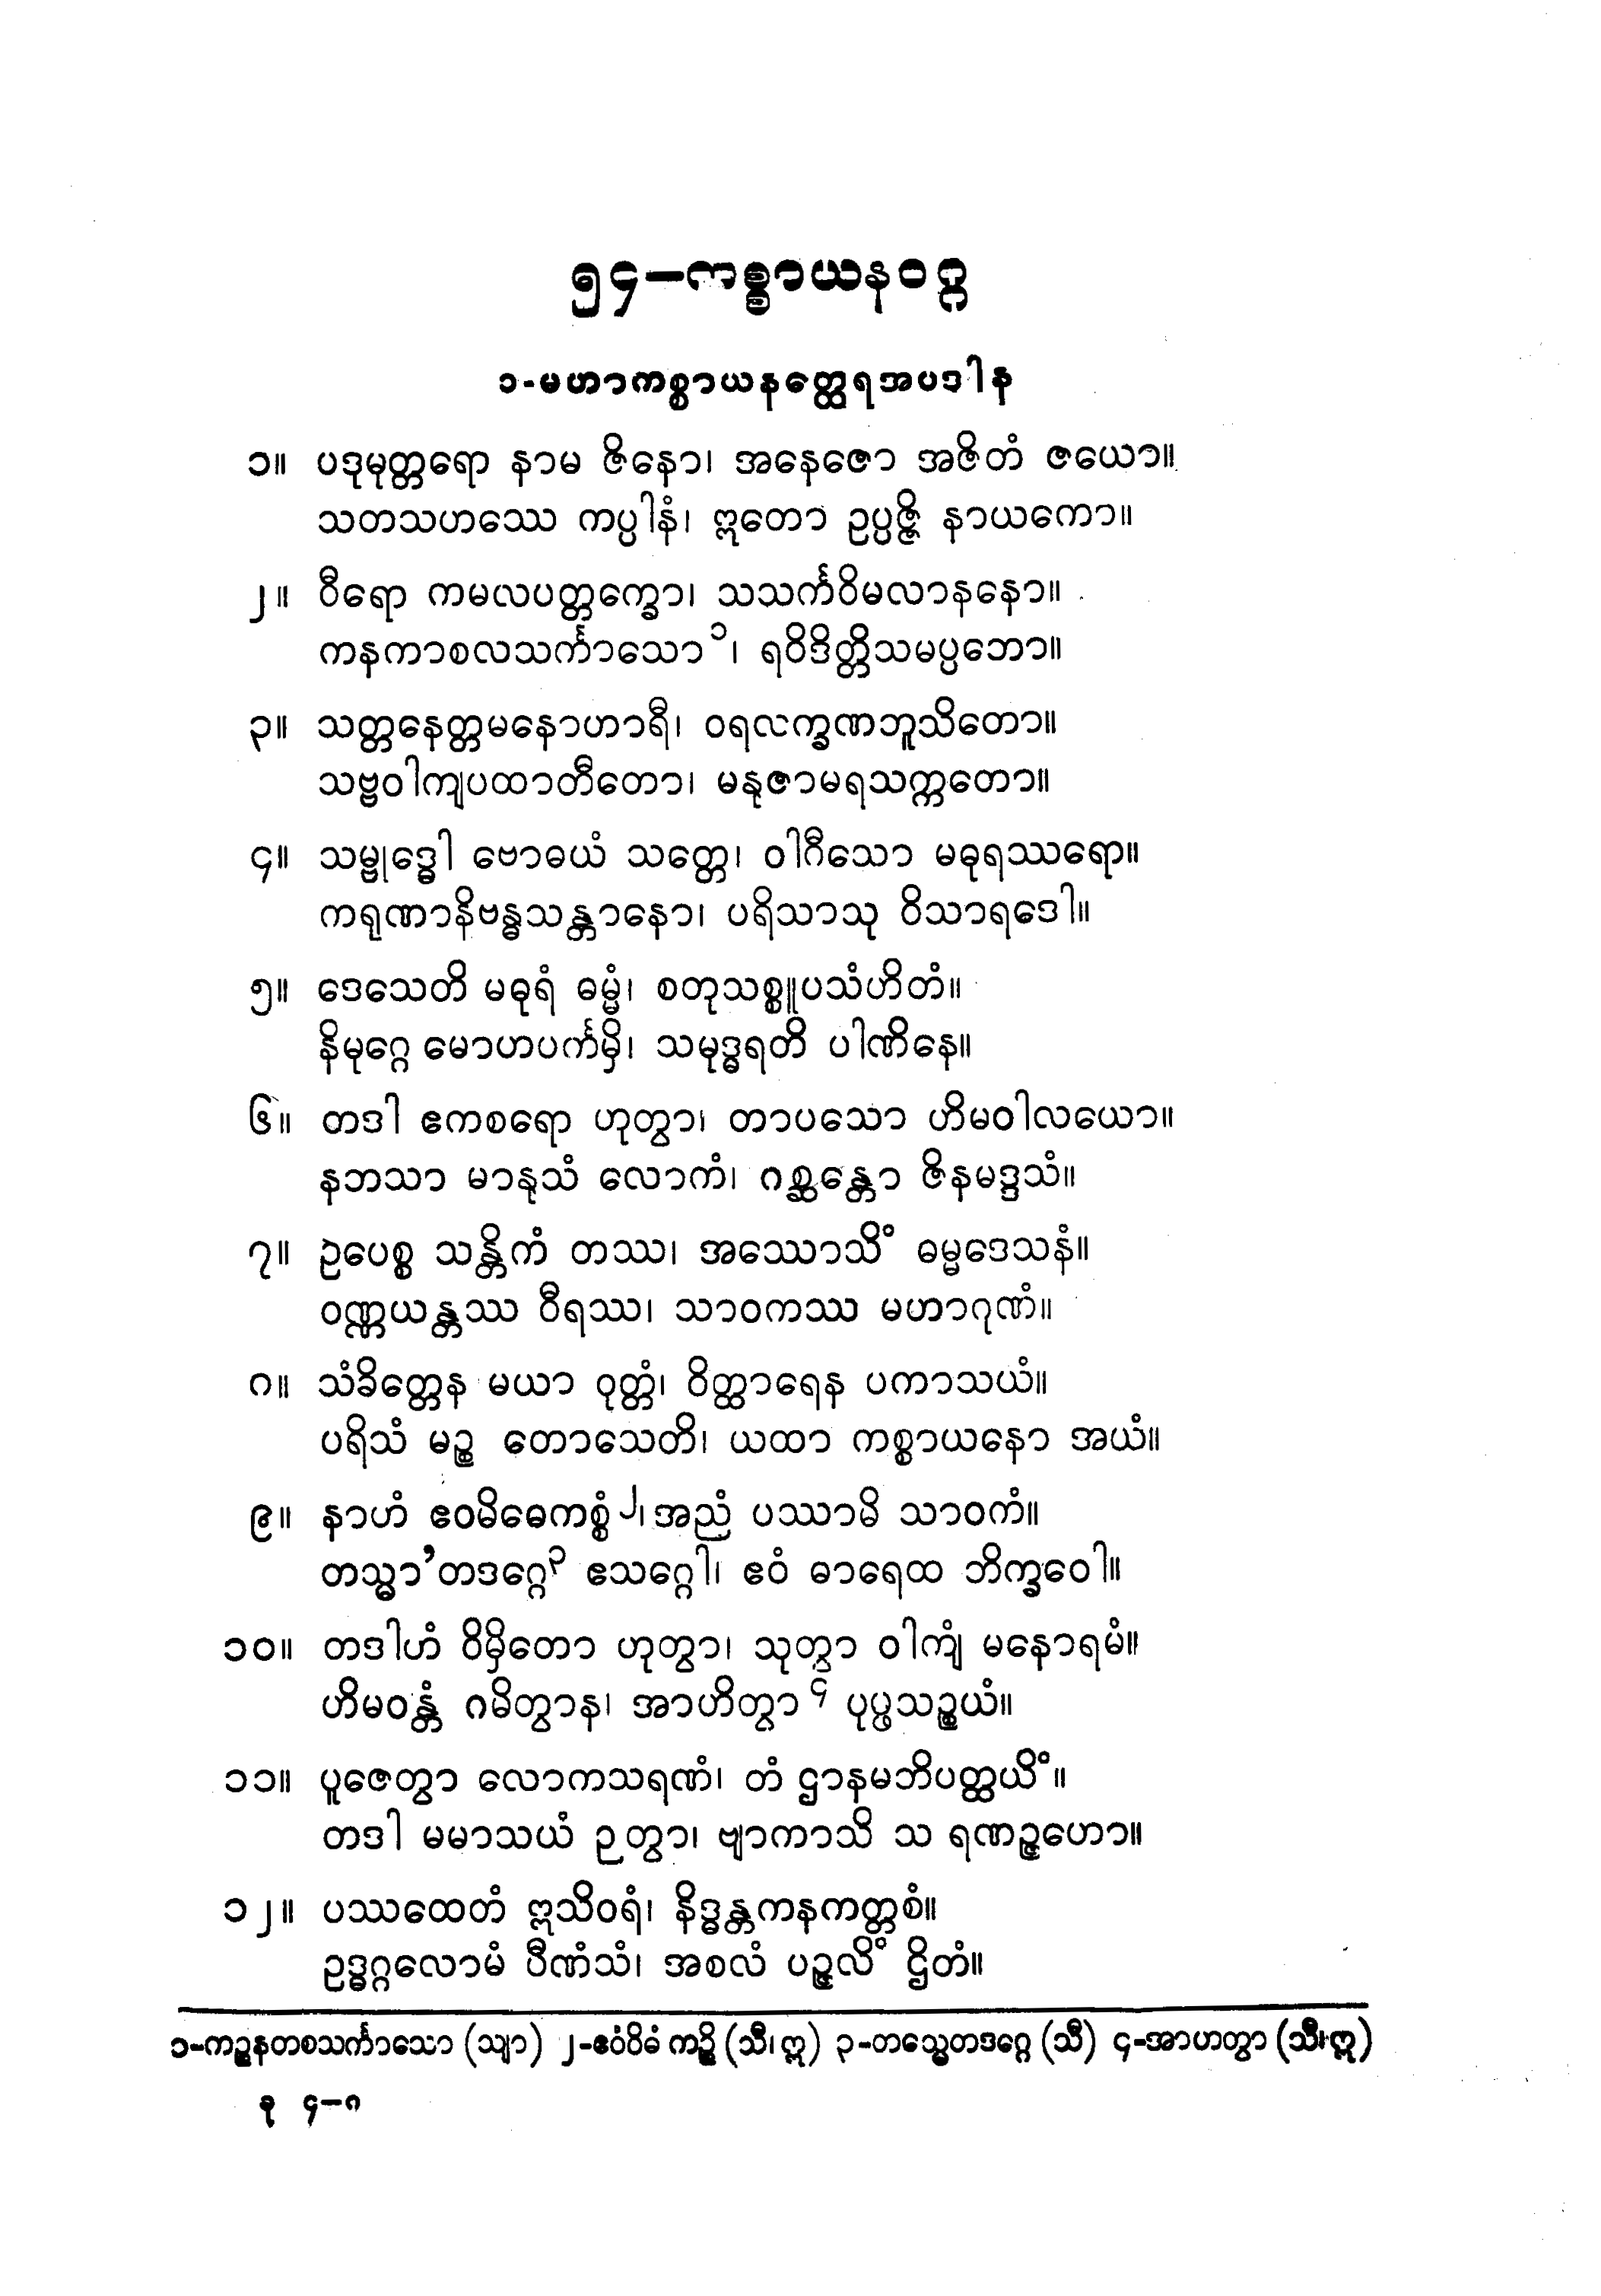 ၅၄–ကစ္စာယနဝဂ္ဂ
၁-မဟာကစ္စာယနတ္ထေရအပဒါန
၁။ ပဒုမုတ္တရော နာမ ဇိနော၊ အနေဇော အဇိတံ ဇယော။
သတသဟဿေ ကပ္ပါနံ၊ ဣတော ဥပ္ပဇ္ဇိ နာယကော။
၂။ ဝီရော ကမလပတ္တက္ခော၊ သသင်္ကဝိမလာနနော။
ကနကာစလသင်္ကာသော၁၊ ရဝိဒိတ္တိသမပ္ပဘော။
၃။ သတ္တနေတ္တမနောဟာရီ၊ ဝရလက္ခဏဘူသိတော။
သဗ္ဗဝါကျပထာတီတော၊ မနုဇာမရသက္ကတော။
၄။ သမ္ဗုဒ္ဓေါ ဗောဓယံ သတ္တေ၊ ဝါဂီသော မဓုရဿရော။
ကရုဏာနိဗန္ဓသန္တာနော၊ ပရိသာသု ဝိသာရဒေါ။
၅။ ဒေသေတိ မဓုရံ ဓမ္မံ၊ စတုသစ္စူပသံဟိတံ။
နိမုဂ္ဂေ မောဟပင်္ကမှိ၊ သမုဒ္ဓရတိ ပါဏိနေ။
၆။ တဒါ ဧကစရော ဟုတွာ၊ တာပသော ဟိမဝါလယော။
နဘသာ မာနုသံ လောကံ၊ ဂစ္ဆန္တော ဇိနမဒ္ဒသံ။
၇။ ဥပေစ္စ သန္တိကံ တဿ၊ အဿောသိံ ဓမ္မဒေသနံ။
ဝဏ္ဏယန္တဿ ဝီရဿ၊ သာဝကဿ မဟာဂုဏံ။
၈။ သံခိတ္တေန မယာ ဝုတ္တံ၊ ဝိတ္ထာရေန ပကာသယံ။
ပရိသံ မဉ္စ တောသေတိ၊ ယထာ ကစ္စာယနော အယံ။
၉။ နာဟံ ဧဝမိဓေကစ္စံ၂၊ အညံ ပဿာမိ သာဝကံ။
တသ္မာ’တဒဂ္ဂေ၃ ဧသဂ္ဂေါ၊ ဧဝံ ဓာရေထ ဘိက္ခဝေါ။
၁၀။ တဒါဟံ ဝိမှိတော ဟုတွာ၊ သုတွာ ဝါကျံ မနောရမံ။
ဟိမဝန္တံ ဂမိတွာန၊ အာဟိတွာ၄ ပုပ္ဖသဉ္စယံ။
၁၁။ ပူဇေတွာ လောကသရဏံ၊ တံ ဌာနမဘိပတ္ထယိံ။
တဒါ မမာသယံ ဉတွာ၊ ဗျာကာသိ သ ရဏဉ္ဇဟော။
၁၂။ ပဿထေတံ ဣသိဝရံ၊ နိဒ္ဓန္တကနကတ္တစံ။
ဥဒ္ဓဂ္ဂလောမံ ပီဏံသံ၊ အစလံ ပဉ္ဇလိံ ဌိတံ။
၁-ကဉ္စနတစသင်္ကာသော (သျာ) ၂-ဧဝံဝိဓံ ကဉ္စိ (သီ၊ ဣ) ၃-တသ္မေတဒဂ္ဂေ (သီ) ၄-အာဟတွာ (သီ၊ ဣ)
ခု ၄–၈